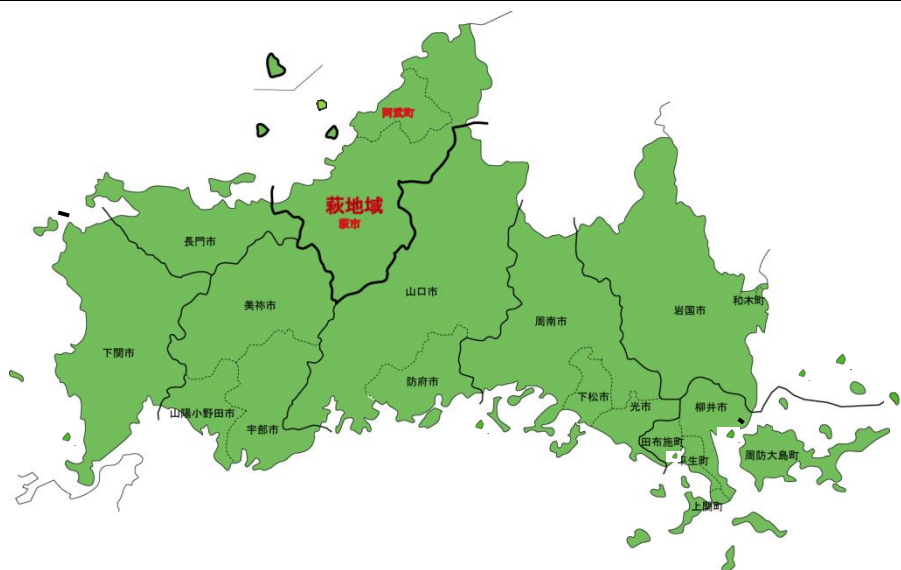 阿武町
萩地域
萩市
長門市
山口市
美祢市
和木町
岩国市
周南市
下関市
防府市
下松市
光市
柳井市
山陽小野田市
宇部市
田布施町
周防大島町
生町
上関町